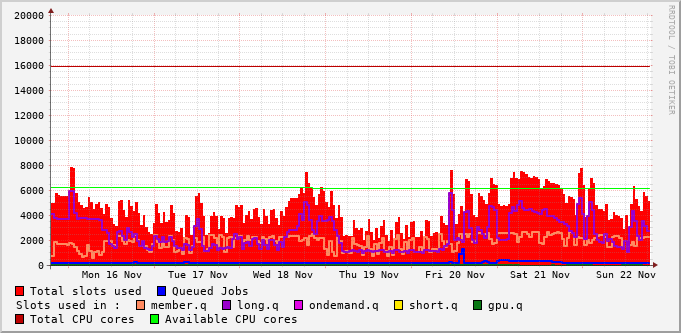 20000
18000
16000
14000
12000
10000
8000
6000
4000
2000
0
Mon 16 Nov Tue 17 Nov Wed 18 Nov Thu 19 Nov Fri 20 Nov Sat 21 Nov Sun 22 Nov
RRDTOOL / TOBI OETIKER
Total slots used Queued Jobs
Slots used in : member.q long.q ondemand.q short.q gpu.q
Total CPU cores Available CPU cores